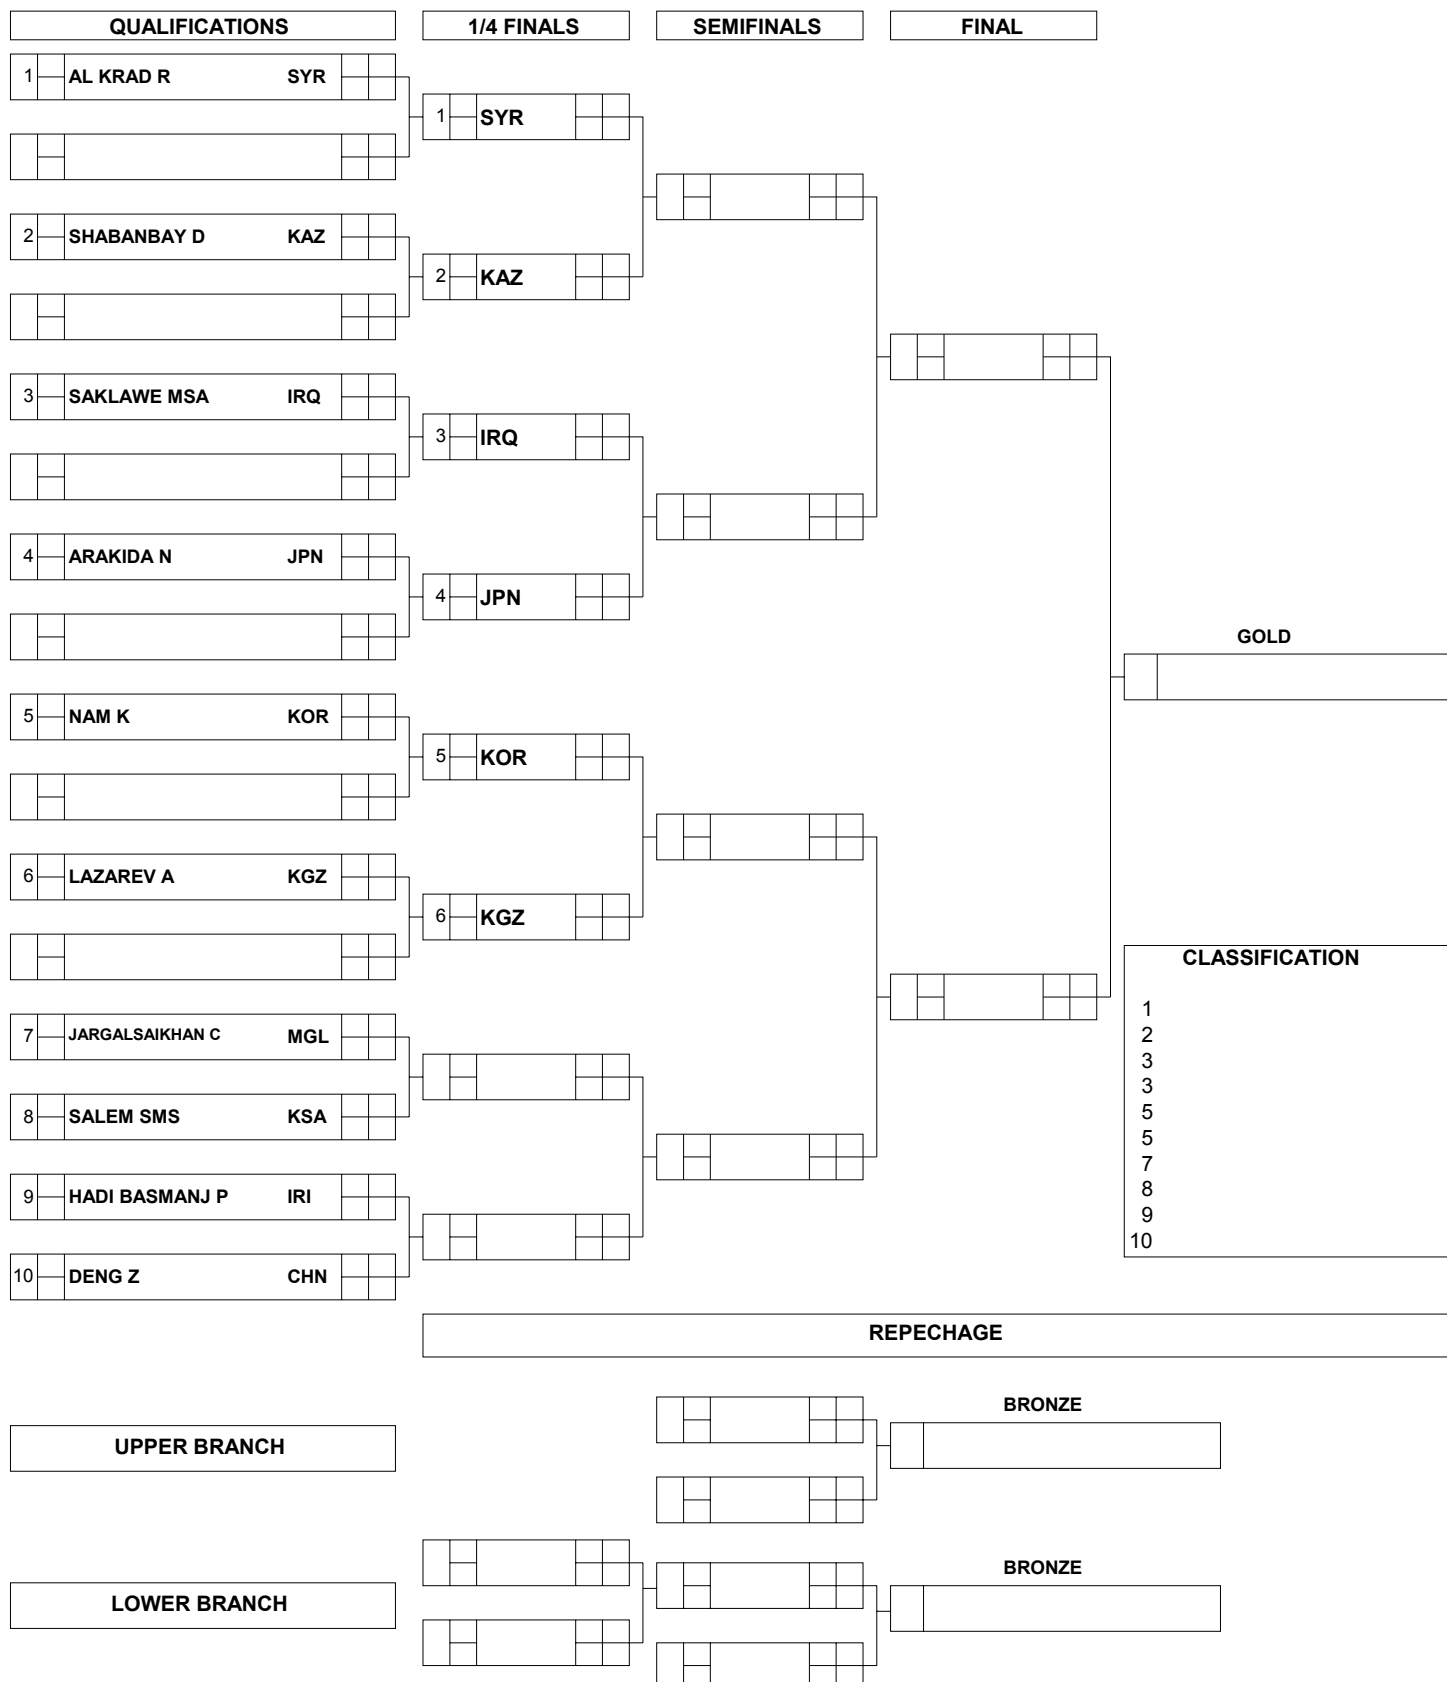 QUALIFICATIONS 1/4 FINALS SEMIFINALS FINAL
1 AL KRAD R SYR
1 SYR
2 SHABANBAY D KAZ
2 KAZ
3 SAKLAWE MSA IRQ
3 IRQ
4 ARAKIDA N JPN
4 JPN
GOLD
5 NAM K KOR
5 KOR
6 LAZAREV A KGZ
6 KGZ
CLASSIFICATION
1
2
3
3
5
5
7
8
9
10
7 JARGALSAIKHAN C MGL
8 SALEM SMS KSA
9 HADI BASMANJ P IRI
10 DENG Z CHN
REPECHAGE
BRONZE
UPPER BRANCH
BRONZE
LOWER BRANCH